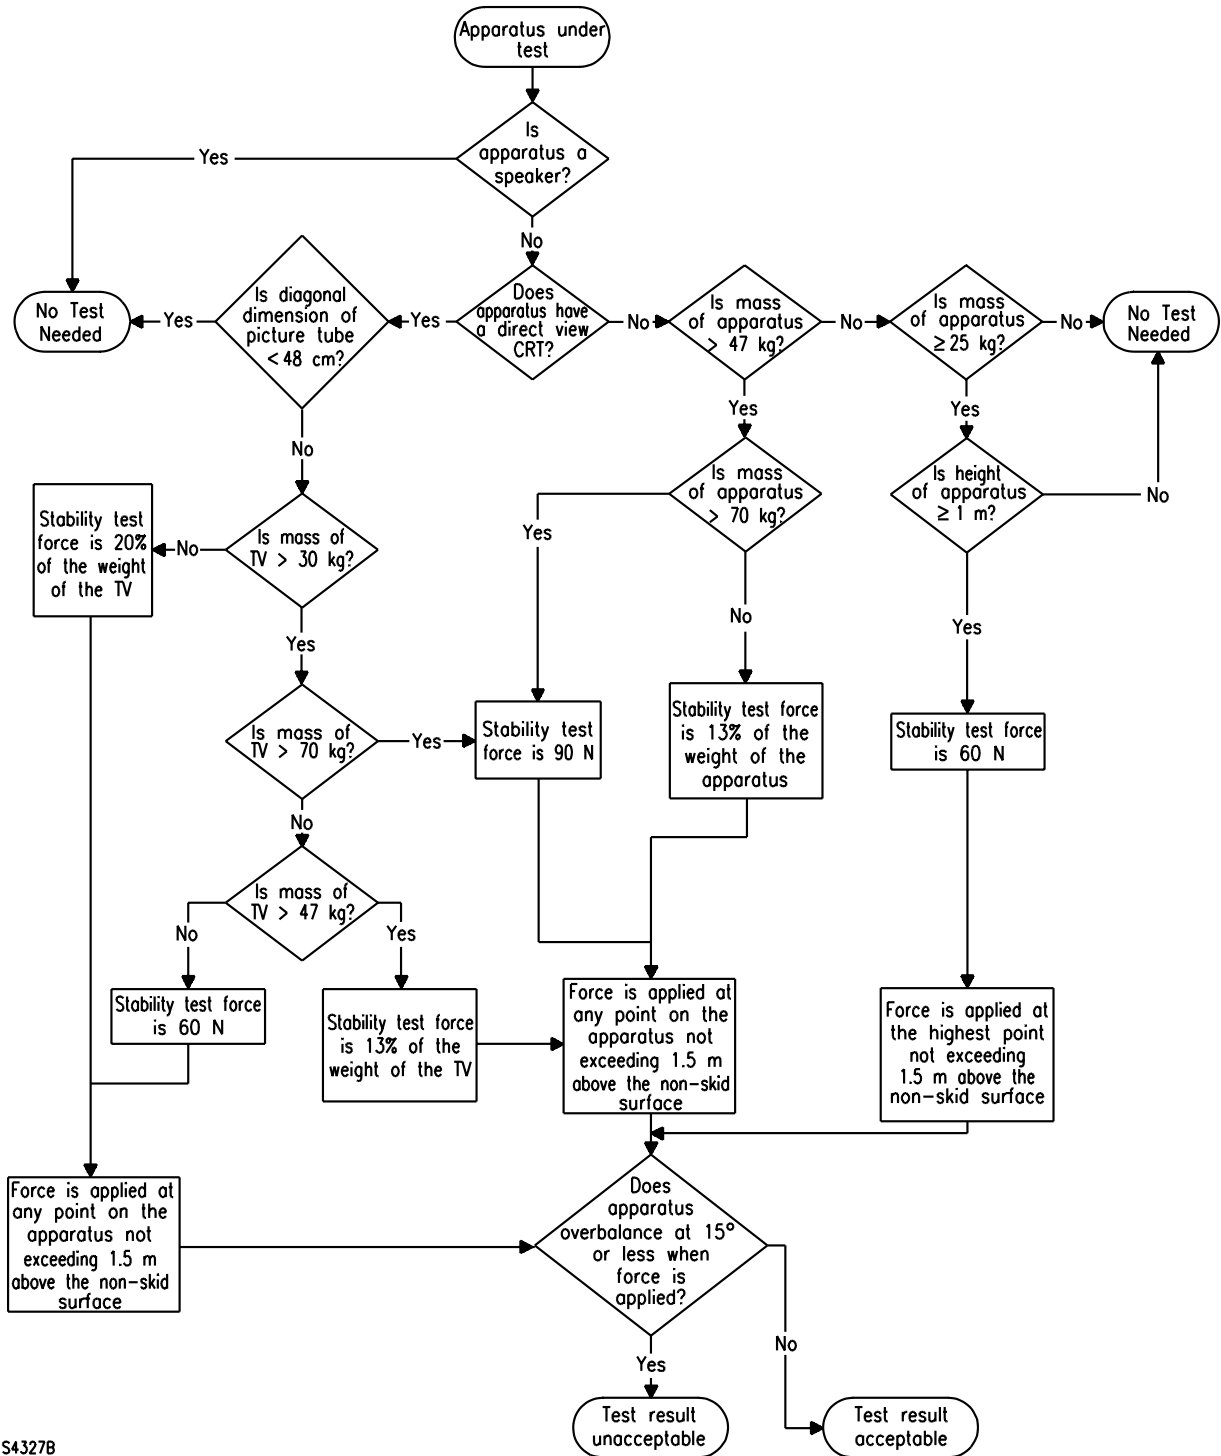 Apparatus under
test
Is
apparatus a
speaker?
Yes
No
No Test
Needed
Yes
Is diagonal
dimension of
picture tube
< 48 cm?
Yes
Does
apparatus have
a direct view
CRT?
No
Is mass
of apparatus
> 47 kg?
No
Is mass
of apparatus
≥ 25 kg?
No
No Test
Needed
No
Yes
Yes
Stability test
force is 20%
of the weight
of the TV
No
Is mass of
TV > 30 kg?
Yes
Is mass
of apparatus
> 70 kg?
Is height
of apparatus
≥ 1 m?
No
Yes
No
Yes
Is mass of
TV > 70 kg?
Yes
Stability test
force is 90 N
Stability test force
is 13% of the
weight of the
apparatus
Stability test force
is 60 N
No
Is mass of
TV > 47 kg?
No
Yes
Stability test force
is 60 N
Stability test force
is 13% of the
weight of the TV
Force is applied at
any point on the
apparatus not
exceeding 1.5 m
above the non-skid
surface
Force is applied at
the highest point
not exceeding
1.5 m above the
non-skid surface
Force is applied at
any point on the
apparatus not
exceeding 1.5 m
above the non-skid
surface
Does
apparatus
overbalance at 15°
or less when
force is
applied?
No
Yes
Test result
unacceptable
Test result
acceptable
S4327B